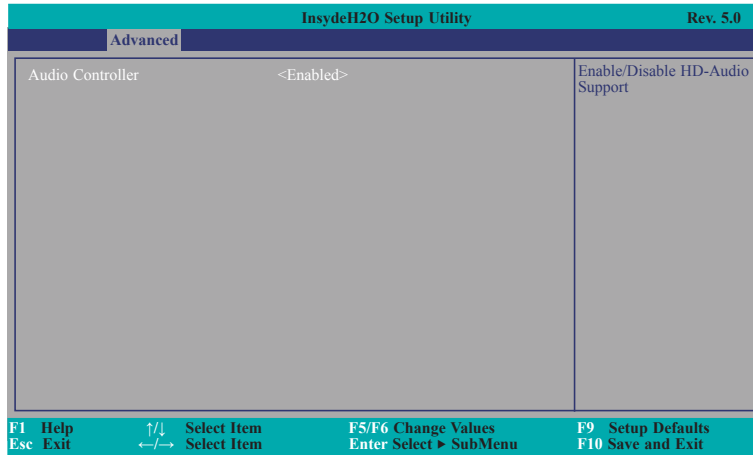 InsydeH2O Setup Utility Rev. 5.0
Advanced
Audio Controller <Enabled>
Enable/Disable HD-Audio
Support
F1 Help ↑/↓ Select Item F5/F6 Change Values F9 Setup Defaults
Esc Exit ←/→ Select Item Enter Select ▶ SubMenu F10 Save and Exit